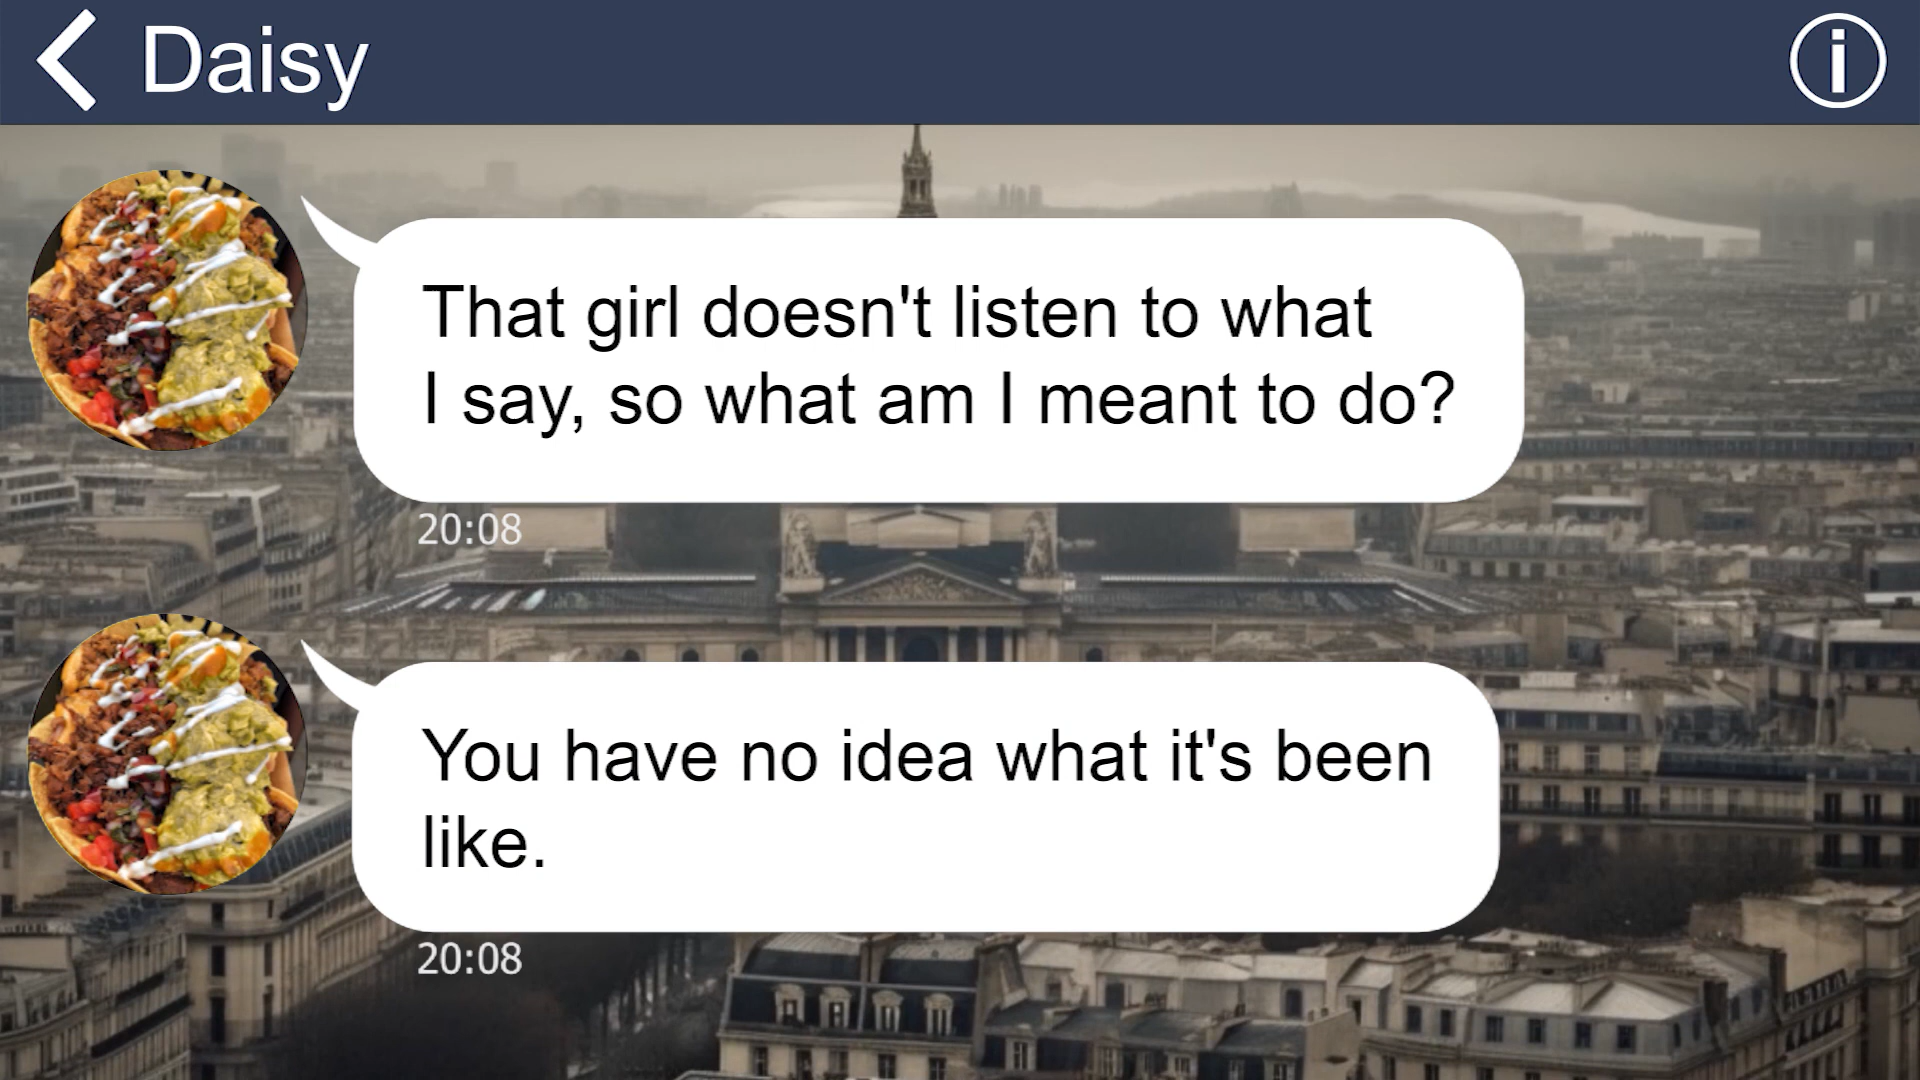 Daisy
That girl doesn't listen to what
I say, so what am I meant to do?
20:08
You have no idea what it's been
like.
20:08